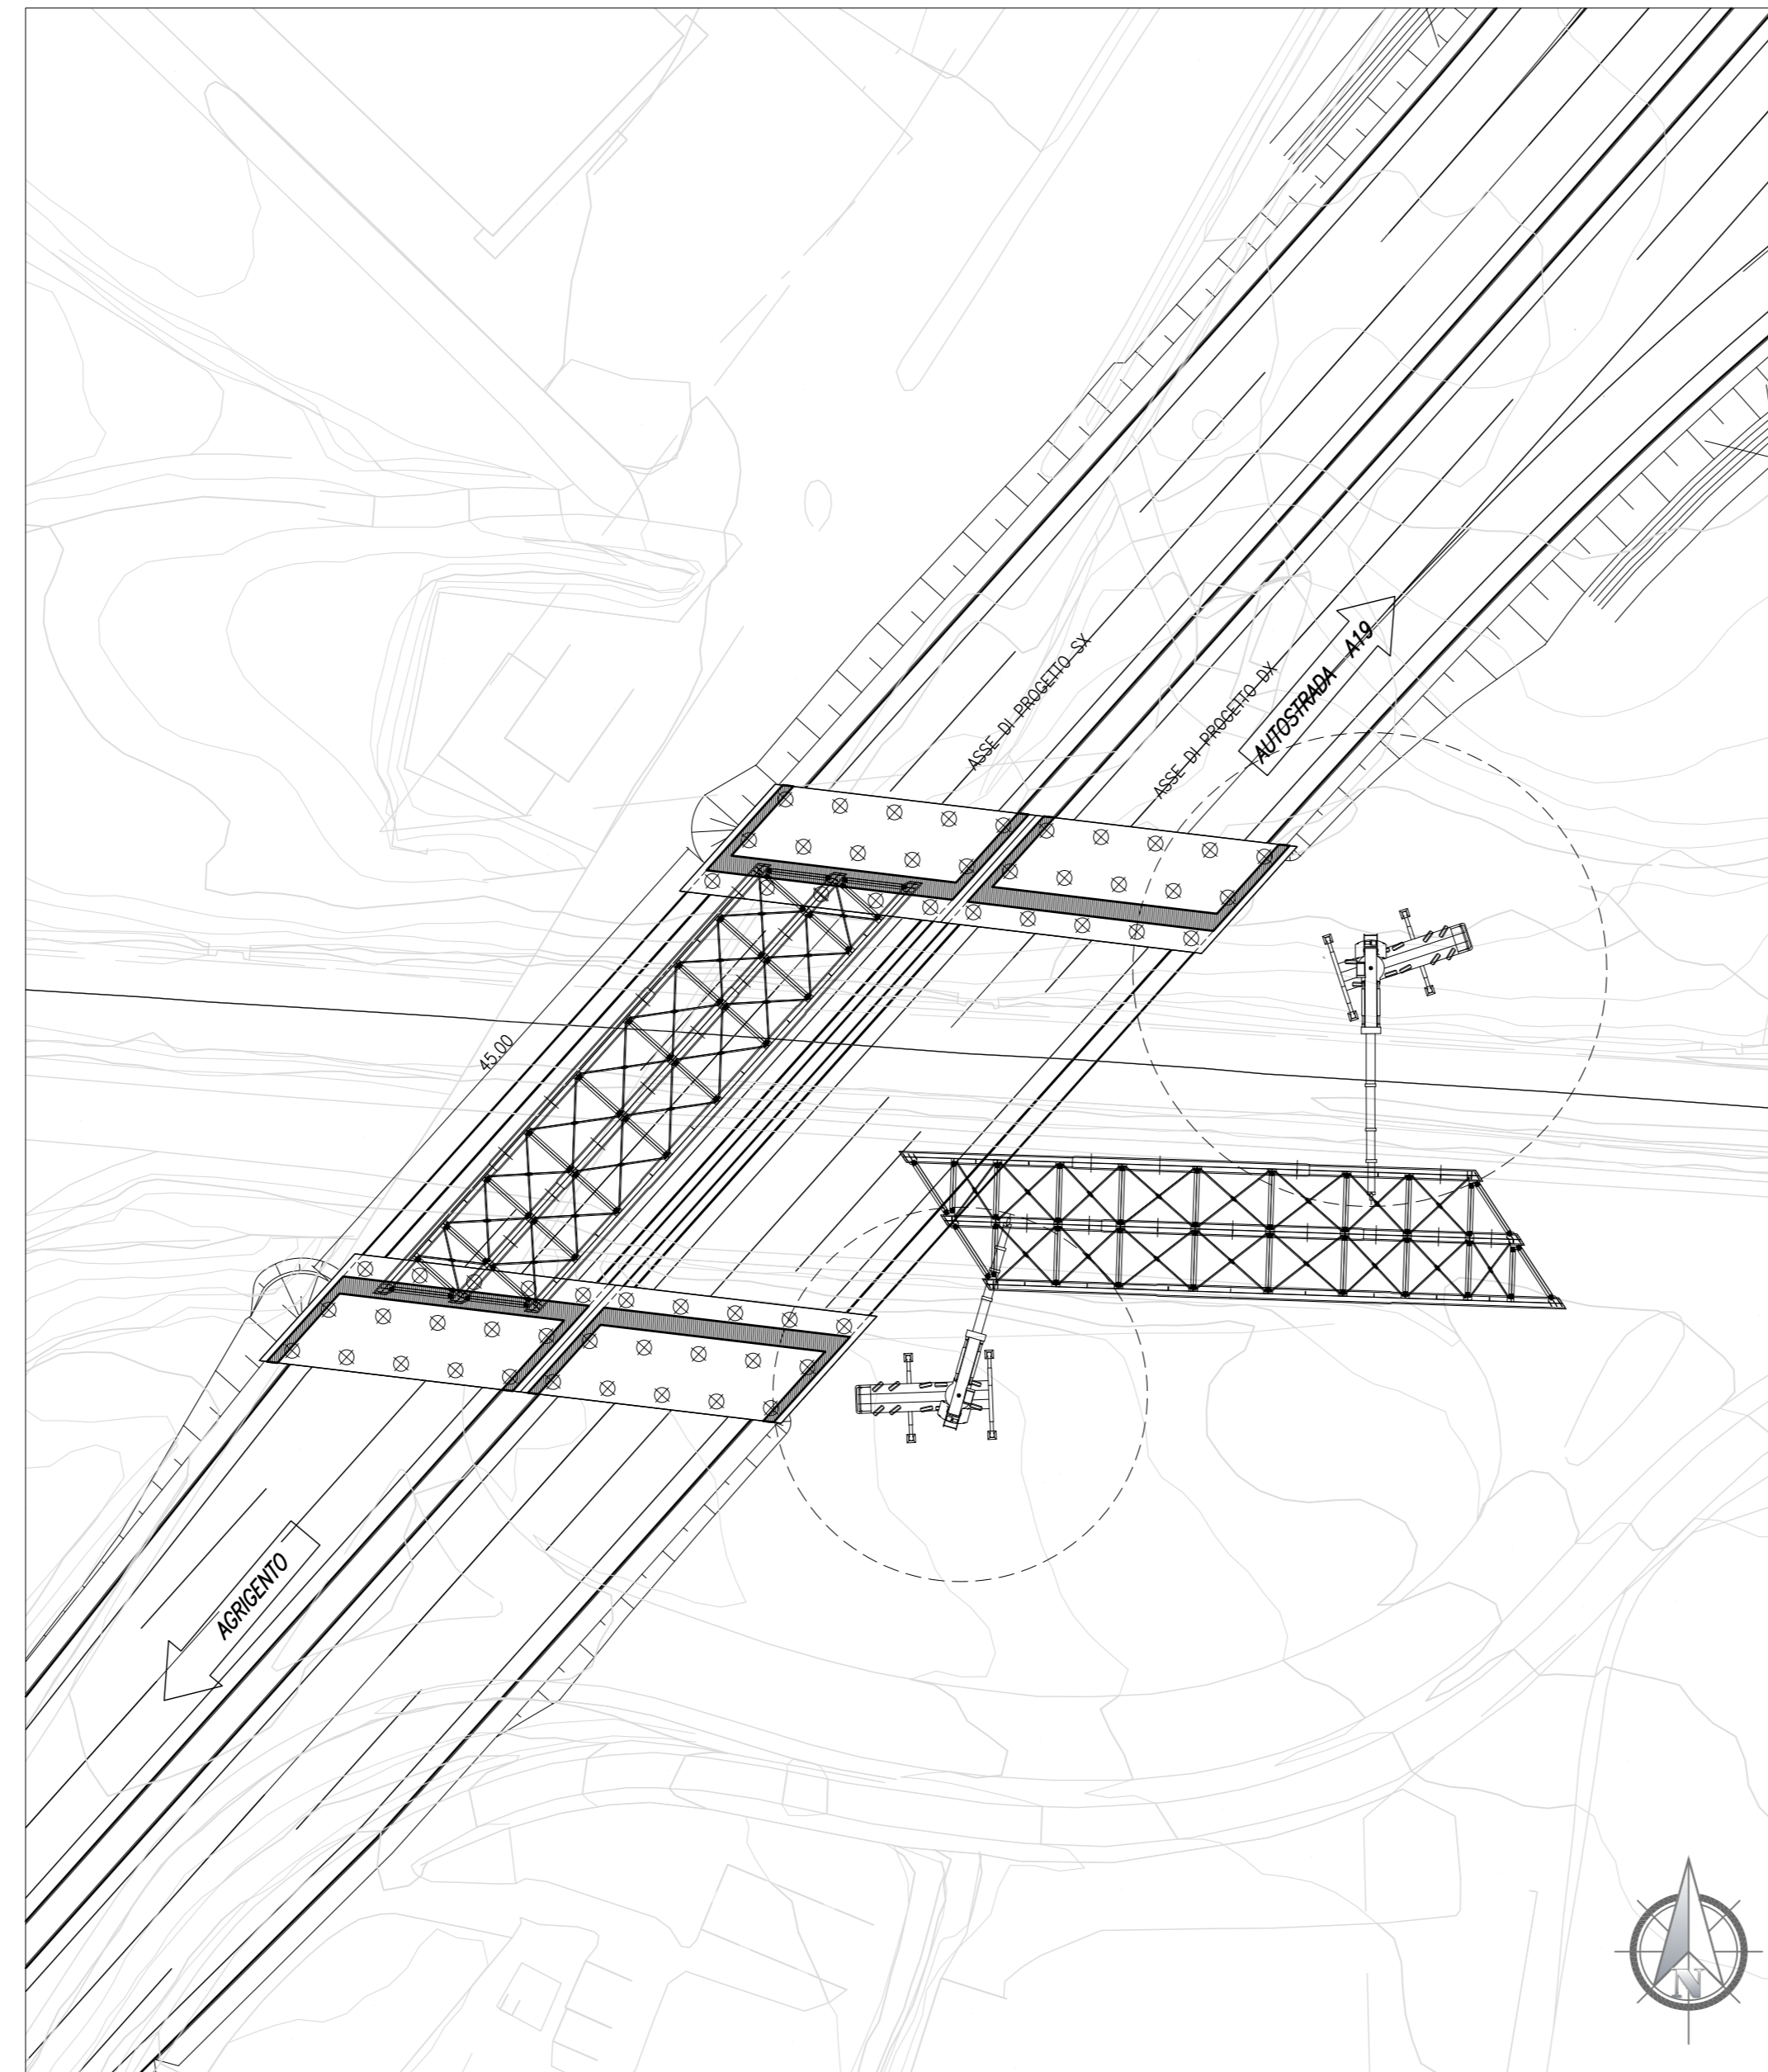 ASSE DI PROGETTO SX
ASSE DI PROGETTO DX
AUTOSTRADA A19
45.00
AGRIGENTO
N